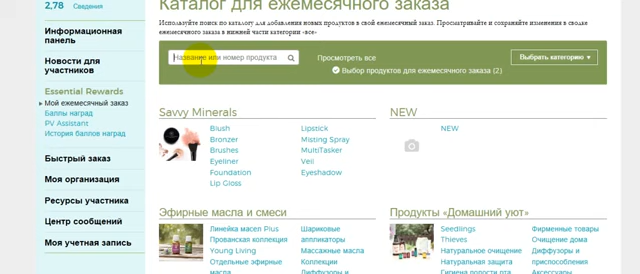 2,78
Сведения
Информационная
панель
Новости для
участников
Essential Rewards
Мой ежемесячный заказ
Баллы наград
PV Assistant
История баллов наград
Быстрый заказ
Моя организация
Ресурсы участника
Центр сообщений
Моя учетная запись
Каталог для ежемесячного заказа
Используйте поиск по каталогу для добавления новых продуктов в свой ежемесячный заказ. Просматривайте и сохраняйте изменения в своде
ежемесячного заказа в нижней части категории «все»
Название или номер продукта
Просмотреть все
Выбор продуктов для ежемесячного заказа (2)
Выбрать категорию
Savvy Minerals
Blush
Bronzer
Brushes
Eyeliner
Foundation
Lip Gloss
Lipstick
Misting Spray
MultiTasker
Veil
Eyeshadow
NEW
NEW
Эфирные масла и смеси
Линейка масел Plus
Прованская коллекция
Young Living
Отдельные эфирные
масла
Шариковые
аппликаторы
Массажные масла
Коллекции
Диффузоры и
Продукты «Домашний уют»
Seedlings
Thieves
Натуральное очищение
Натуральная защита
Гигиена полости рта
Фирменные товары
Очищение дома
Диффузоры и
приспособления
Диффузоры и